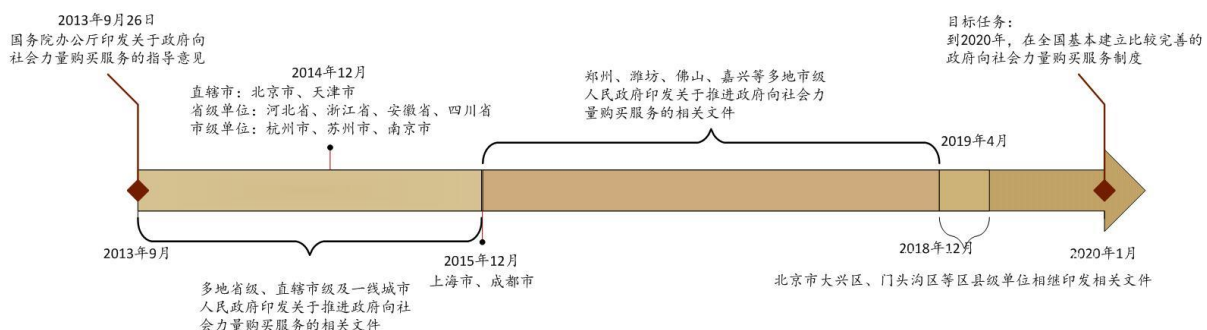 2013年9月26日
国务院办公厅印发关于政府向
社会力量购买服务的指导意见
2014年12月
直辖市：北京市、天津市
省级单位：河北省、浙江省、安徽省、四川省
市级单位：杭州市、苏州市、南京市
郑州、潍坊、佛山、嘉兴等多地市级
人民政府印发关于推进政府向社会力
量购买服务的相关文件
目标任务：
到2020年，在全国基本建立比较完善的
政府向社会力量购买服务制度
2019年4月
2013年9月
多地省级、直辖市级及一线城市
人民政府印发关于推进政府向社
会力量购买服务的相关文件
2015年12月
上海市、成都市
2018年12月
2020年1月
北京市大兴区、门头沟区等区县级单位相继印发相关文件